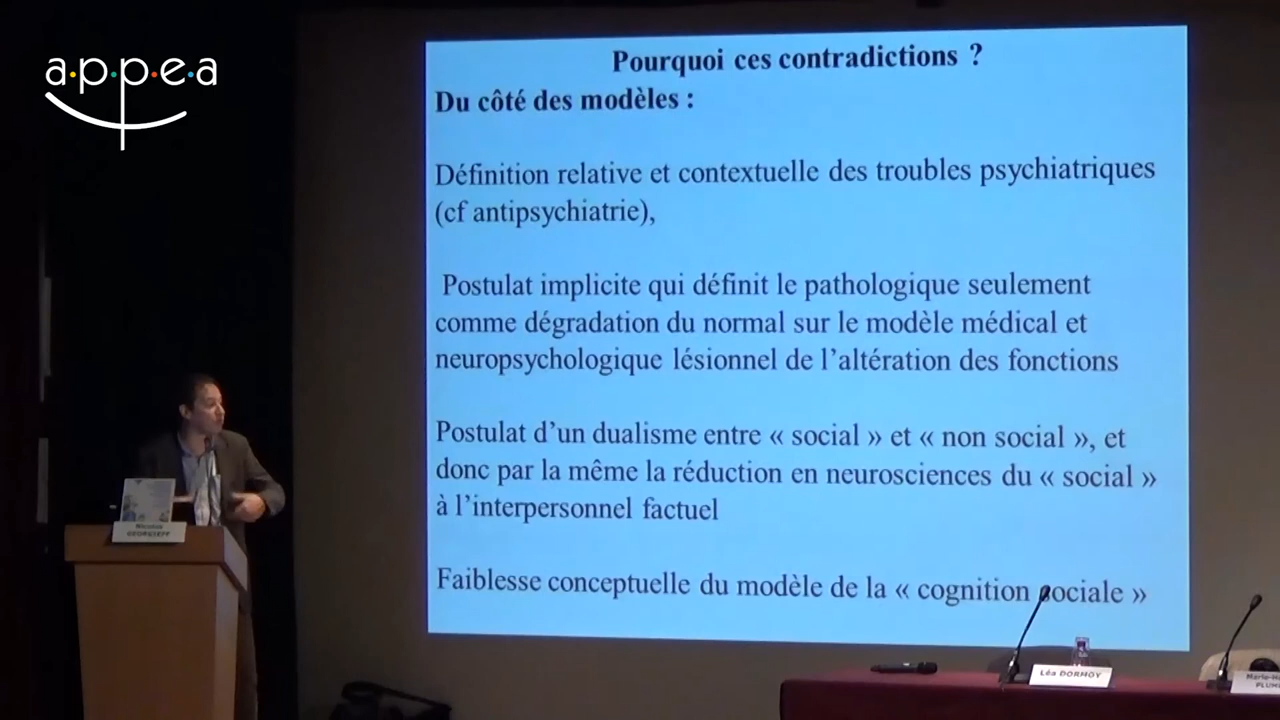 a.p.p.e.a
Pourquoi ces contradictions ?
Du côté des modèles :
Définition relative et contextuelle des troubles psychiatriques
(cf antipsychiatrie),
Postulat implicite qui définit le pathologique seulement
comme dégradation du normal sur le modèle médical et
neuropsychologique lésionnel de l’altération des fonctions
Postulat d’un dualisme entre « social » et « non social », et
donc par la même la réduction en neurosciences du « social »
à l’interpersonnel factuel
Faiblesse conceptuelle du modèle de la « cognition sociale »
Nicolas
GEORGIEFF
Léa DORMOY